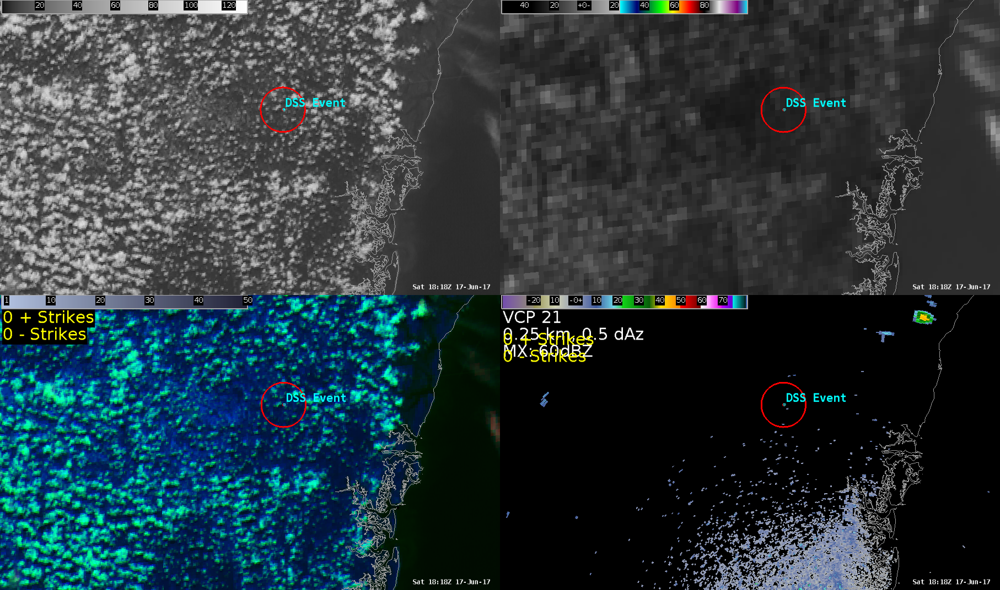 20 40 60 80 100 120
40 20 +0- 20 40 60 80
DSS Event
DSS Event
Sat 18:18Z 17-Jun-17
Sat 18:18Z 17-Jun-17
1 10 20 30 40 50
-20 10 -0+ 10 20 30 40 50 60 70
0 + Strikes
0 - Strikes
VCP 21
0.25 km, 0.5 dAz
0 + Strikes
MX: 60dBZ
0 - Strikes
DSS Event
DSS Event
Sat 18:18Z 17-Jun-17
Sat 18:18Z 17-Jun-17